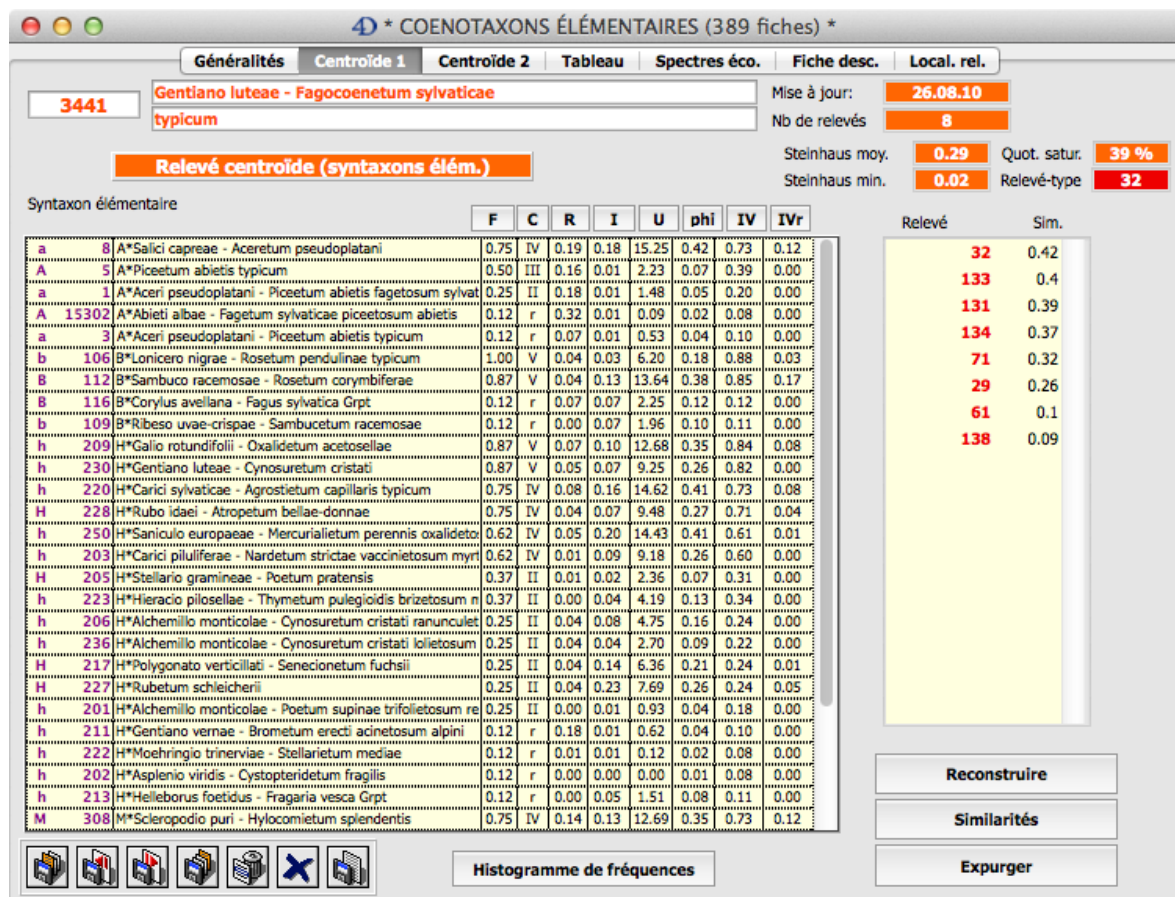 4D * COENOTAXONS ÉLÉMENTAIRES (389 fiches) *
Généralités Centroïde 1 Centroïde 2 Tableau Spectres éco. Fiche desc. Local. rel.
3441 Gentiano luteae - Fagocoenetum sylvaticae Mise à jour: 26.08.10
typicum Nb de relevés 8
Relevé centroïde (syntaxons élém.) Steinhaus moy. 0.29 Quot. satur. 39 %
Steinhaus min. 0.02 Relevé-type 32
Syntaxon élémentaire F C R I U phi IV IVr Relevé Sim.
a 8 A*Salici capreae - Aceretum pseudoplatani 0.75 IV 0.19 0.18 15.25 0.42 0.73 0.12
A 5 A*Piceetum abietis typicum 0.50 III 0.16 0.01 2.23 0.07 0.39 0.00
a 1 A*Aceri pseudoplatani - Piceetum abietis fagetosum sylvat 0.25 II 0.18 0.01 1.48 0.05 0.20 0.00
A 15302 A*Abieti albae - Fagetum sylvaticae piceetosum abietis 0.12 r 0.32 0.01 0.09 0.02 0.08 0.00
a 3 A*Aceri pseudoplatani - Piceetum abietis typicum 0.12 r 0.07 0.01 0.53 0.04 0.10 0.00
b 106 B*Lonicero nigrae - Rosetum pendulinae typicum 1.00 V 0.04 0.03 6.20 0.18 0.88 0.03
B 112 B*Sambuco racemosae - Rosetum corymbiferae 0.87 V 0.04 0.13 13.64 0.38 0.85 0.17
B 116 B*Corylus avellana - Fagus sylvatica Grpt 0.12 r 0.07 0.07 2.25 0.12 0.12 0.00
b 109 B*Ribeso uvae-crispae - Sambucetum racemosae 0.12 r 0.00 0.07 1.96 0.10 0.11 0.00
h 209 H*Galio rotundifolii - Oxalidetum acetosellae 0.87 V 0.07 0.10 12.68 0.35 0.84 0.08
h 230 H*Gentiano luteae - Cynosuretum cristati 0.87 V 0.05 0.07 9.25 0.26 0.82 0.00
h 220 H*Carici sylvaticae - Agrostietum capillaris typicum 0.75 IV 0.08 0.16 14.62 0.41 0.73 0.08
H 228 H*Rubo idaei - Atropetum bellae-donnae 0.75 IV 0.04 0.07 9.48 0.27 0.71 0.04
h 250 H*Saniculo europaeae - Mercurialietum perennis oxalideto: 0.62 IV 0.05 0.20 14.43 0.41 0.61 0.01
h 203 H*Carici piluliferae - Nardetum strictae vaccinietosum myrt 0.62 IV 0.01 0.09 9.18 0.26 0.60 0.00
H 205 H*Stellario gramineae - Poetum pratensis 0.37 II 0.01 0.02 2.36 0.07 0.31 0.00
h 223 H*Hieracio pilosellae - Thymetum pulegioidis brizetosum n 0.37 II 0.00 0.04 4.19 0.13 0.34 0.00
h 206 H*Alchemillo monticolae - Cynosuretum cristati ranunculet 0.25 II 0.04 0.08 4.75 0.16 0.24 0.00
h 236 H*Alchemillo monticolae - Cynosuretum cristati lolietosum 0.25 II 0.04 0.04 2.70 0.09 0.22 0.00
H 217 H*Polygonato verticillati - Senecionetum fuchsii 0.25 II 0.04 0.14 6.36 0.21 0.24 0.01
H 227 H*Rubetum schleicherii 0.25 II 0.04 0.23 7.69 0.26 0.24 0.05
h 201 H*Alchemillo monticolae - Poetum supinae trifolietosum re 0.25 II 0.00 0.01 0.93 0.04 0.18 0.00
h 211 H*Gentiano vernae - Brometum erecti acinetosum alpini 0.12 r 0.18 0.01 0.62 0.04 0.10 0.00
h 222 H*Moehringio trinerviae - Stellarietum mediae 0.12 r 0.01 0.01 0.12 0.02 0.08 0.00
h 202 H*Asplenio viridis - Cystopteridetum fragilis 0.12 r 0.00 0.00 0.00 0.01 0.08 0.00
h 213 H*Helleborus foetidus - Fragaria vesca Grpt 0.12 r 0.00 0.05 1.51 0.08 0.11 0.00
M 308 M*Scleropodio puri - Hylocomietum splendentis 0.75 IV 0.14 0.13 12.69 0.35 0.73 0.12
32 0.42
133 0.4
131 0.39
134 0.37
71 0.32
29 0.26
61 0.1
138 0.09
Reconstruire
Similarités
Expurger
Histogramme de fréquences